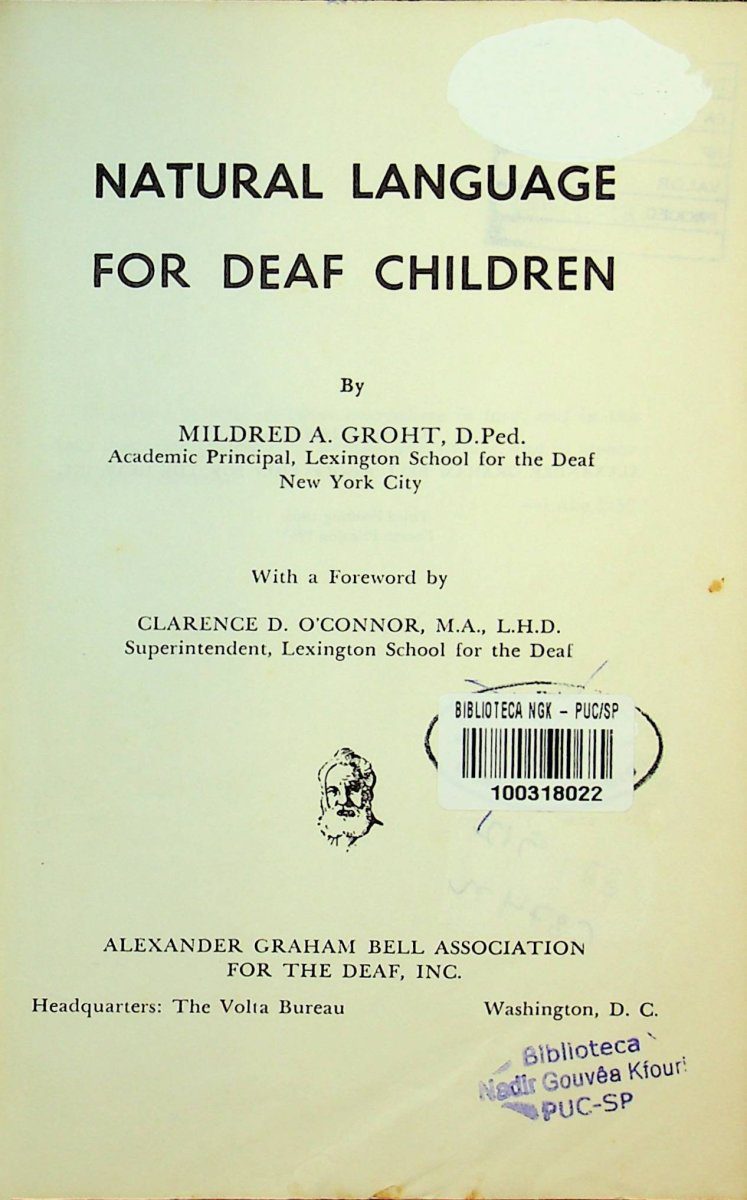 NATURAL LANGUAGE
FOR DEAF CHILDREN
By
MILDRED A. GROHT, D.Ped.
Academic Principal, Lexington School for the Deaf
New York City
With a Foreword by
CLARENCE D. O'CONNOR, M.A., L.H.D.
Superintendent, Lexington School for the Deaf
BIBLIOTECA NGK – PUC/SP
100318022
ALEXANDER GRAHAM BELL ASSOCIATION
FOR THE DEAF, INC.
Headquarters: The Volta Bureau Washington, D. C.
Biblioteca
Nadir Gouvêa Kfouri
PUC-SP